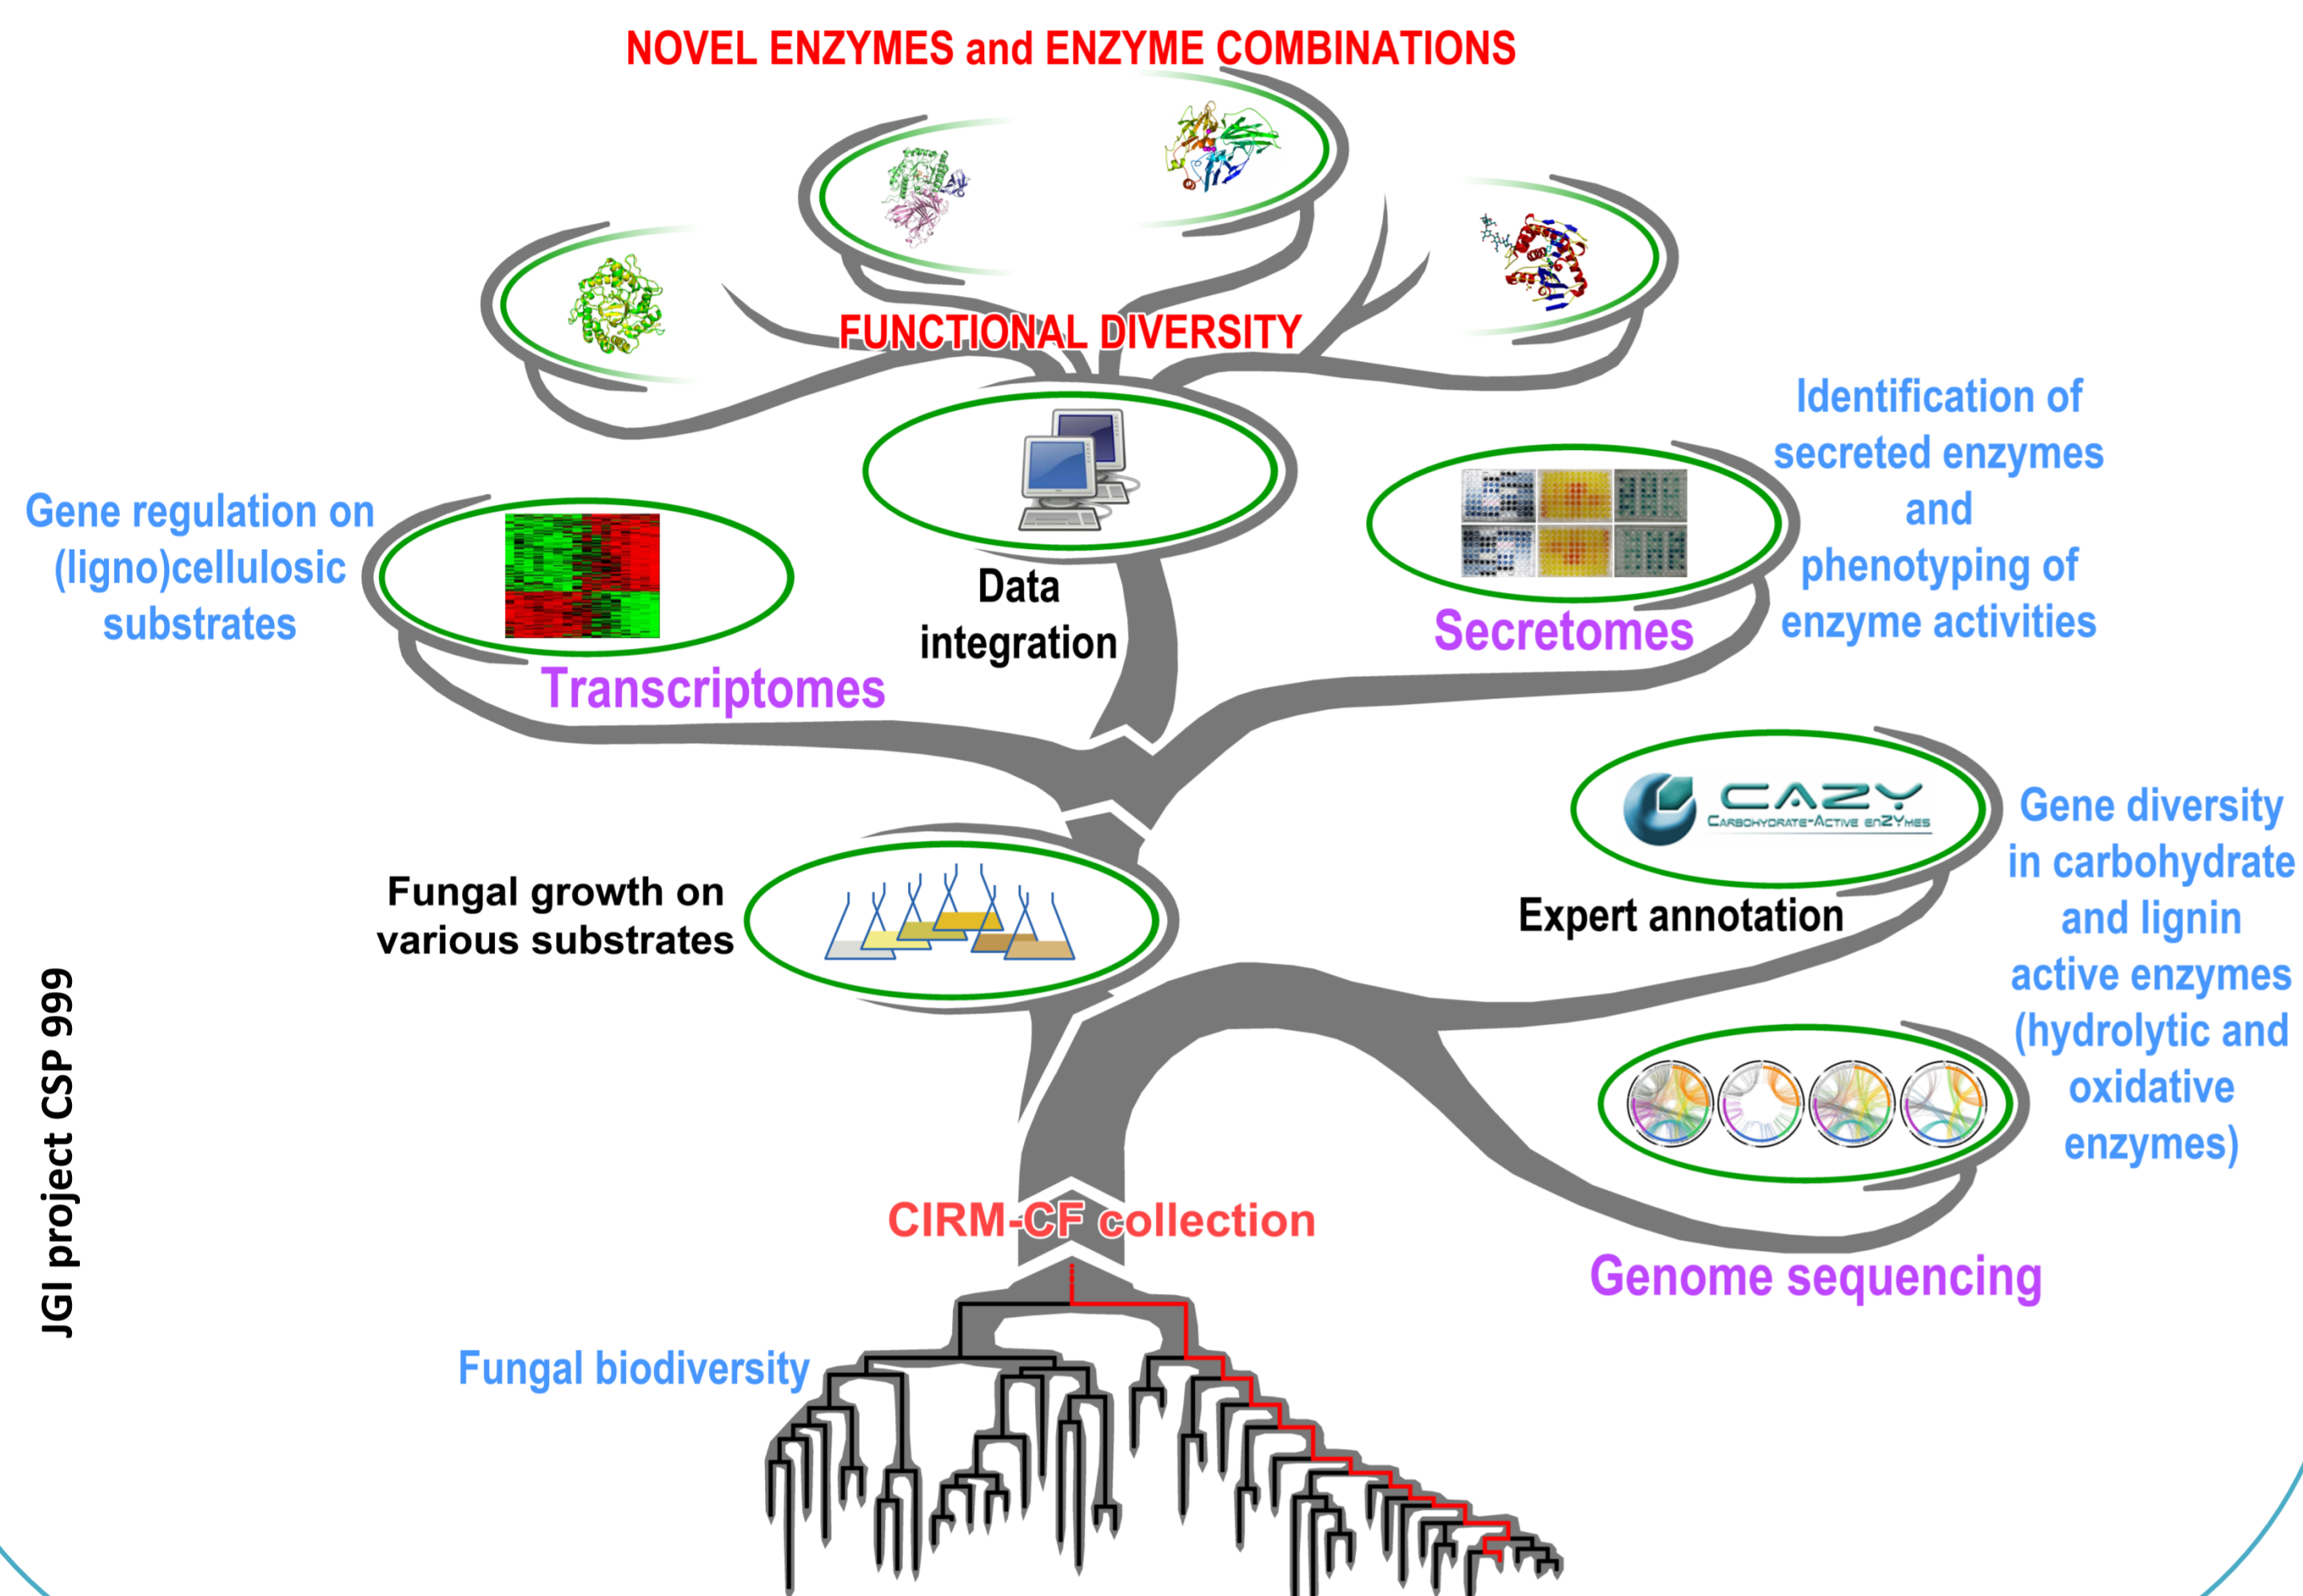 NOVEL ENZYMES and ENZYME COMBINATIONS
FUNCTIONAL DIVERSITY
Identification of
secreted enzymes
and
phenotyping of
enzyme activities
Gene regulation on
(ligno)cellulosic
substrates
Data
integration
Secretomes
Transcriptomes
CAZY
CARBOHYDRATE-ACTIVE ENZYMES
Expert annotation
Gene diversity
in carbohydrate
and lignin
active enzymes
(hydrolytic and
oxidative
enzymes)
Fungal growth on
various substrates
JGI project CSP 999
CIRM-CF collection
Genome sequencing
Fungal biodiversity